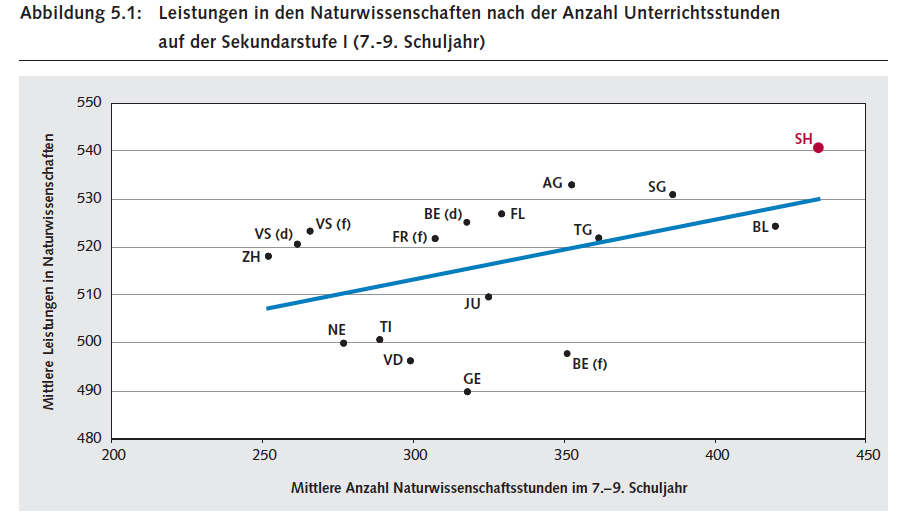 Abbildung 5.1: Leistungen in den Naturwissenschaften nach der Anzahl Unterrichtsstunden
auf der Sekundarstufe I (7.-9. Schuljahr)
Mittlere Leistungen in Naturwissenschaften
550
540
530
520
510
500
490
480
SH
AG
SG
BE (d)
FL
VS (d)
VS (f)
FR (f)
TG
BL
ZH
JU
NE
TI
VD
BE (f)
GE
200
250
300
350
400
450
Mittlere Anzahl Naturwissenschaftsstunden im 7.–9. Schuljahr